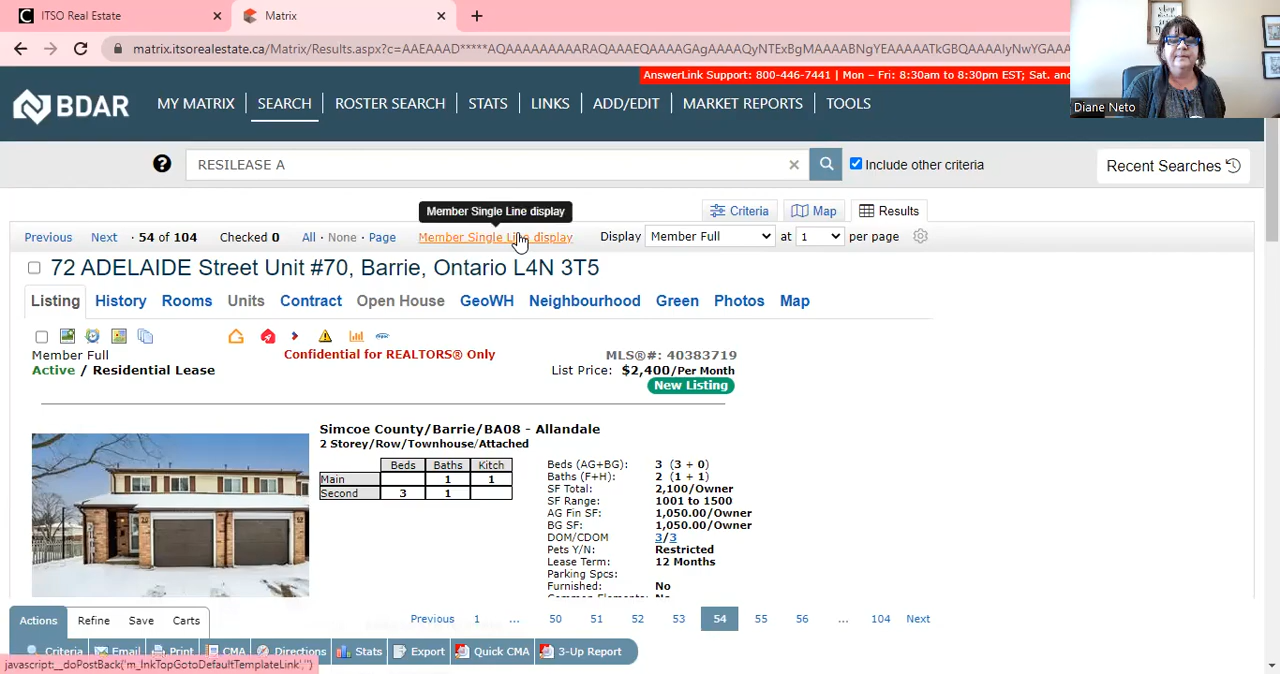 ITSO Real Estate
Matrix
matrix.itsorealestate.ca/Matrix/Results.aspx?c=AAEAAAD*****AQAAAAAAAAARAQAAAEQAAAAGAgAAAAQyNTExBgMAAAABNgYEAAAAATkGBQAAAAIyNwYGAAAA
AnswerLink Support: 800-446-7441 | Mon – Fri: 8:30am to 8:30pm EST; Sat. and
Diane Neto
BDAR
MY MATRIX SEARCH ROSTER SEARCH STATS LINKS ADD/EDIT MARKET REPORTS TOOLS
RESILEASE A
Include other criteria
Recent Searches
Member Single Line display
Criteria Map Results
Previous Next · 54 of 104 Checked 0 All · None · Page Member Single Line display Display Member Full at 1 per page
72 ADELAIDE Street Unit #70, Barrie, Ontario L4N 3T5
Listing History Rooms Units Contract Open House GeoWH Neighbourhood Green Photos Map
Member Full
Confidential for REALTORS® Only
MLS®#: 40383719
Active / Residential Lease
List Price: $2,400/Per Month
New Listing
Simcoe County/Barrie/BA08 - Allandale
2 Storey/Row/Townhouse/Attached
Beds Baths Kitch
Main 1 1
Second 3 1
Beds (AG+BG): 3 (3 + 0)
Baths (F+H): 2 (1 + 1)
SF Total: 2,100/Owner
SF Range: 1001 to 1500
AG Fin SF: 1,050.00/Owner
BG SF: 1,050.00/Owner
DOM/CDOM 3/3
Pets Y/N: Restricted
Lease Term: 12 Months
Parking Spcs:
Furnished: No
Actions Refine Save Carts
Previous 1 ... 50 51 52 53 54 55 56 ... 104 Next
Criteria Email Print CMA Directions Stats Export Quick CMA 3-Up Report
javascript:__doPostBack('m_lnkTopGotoDefaultTemplateLink','')